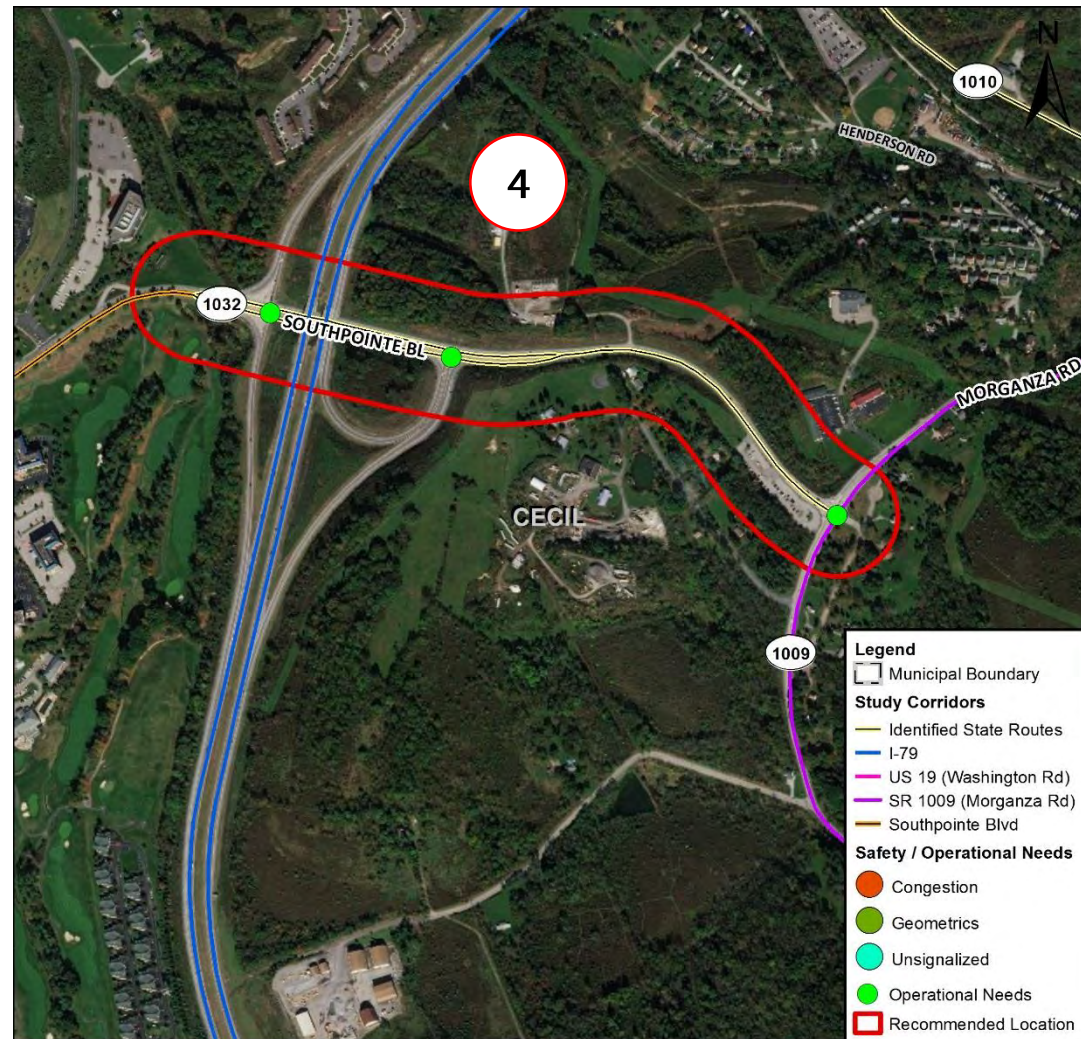 N
1010
HENDERSON RD
4
1032
SOUTHPOINTE BL
MORGANZA RD
CECIL
1009
Legend
Municipal Boundary
Study Corridors
Identified State Routes
I-79
US 19 (Washington Rd)
SR 1009 (Morganza Rd)
Southpointe Blvd
Safety / Operational Needs
Congestion
Geometrics
Unsignalized
Operational Needs
Recommended Location